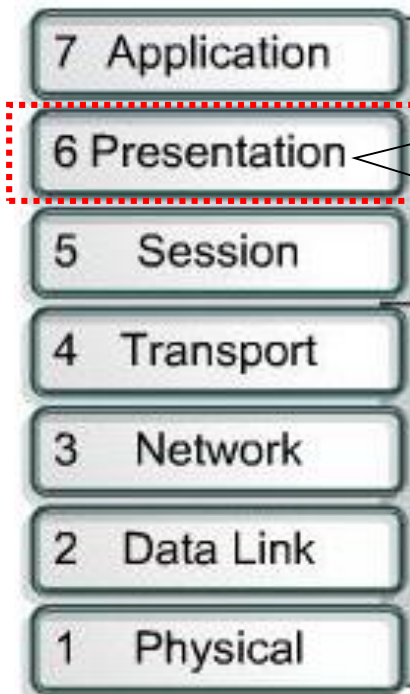 7 Application
6 Presentation
5 Session
4 Transport
3 Network
2 Data Link
1 Physical